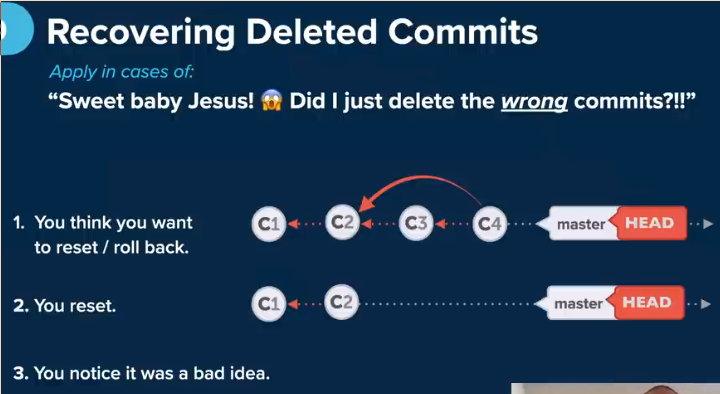 Recovering Deleted Commits
Apply in cases of:
“Sweet baby Jesus! 😱 Did I just delete the wrong commits?!!”
1. You think you want
to reset / roll back.
C1 C2 C3 C4 master HEAD
2. You reset.
C1 C2 master HEAD
3. You notice it was a bad idea.